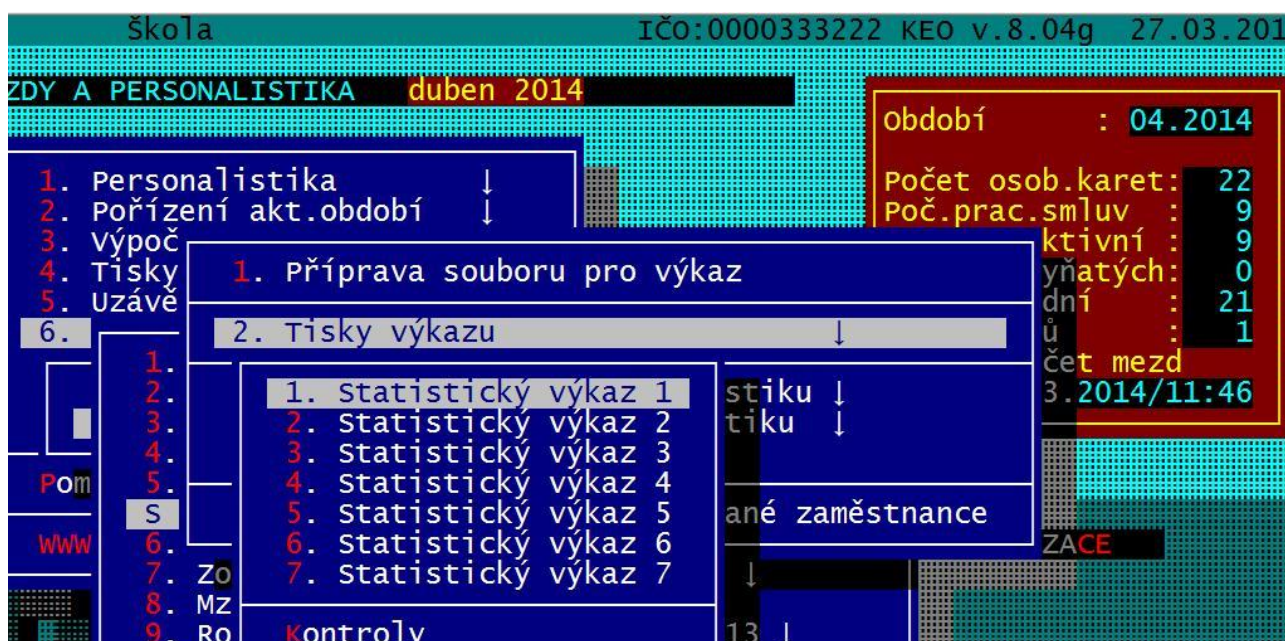 Škola IČO:0000333222 KEO v.8.04g 27.03.201
ZDY A PERSONALISTIKA duben 2014
Období : 04.2014
1. Personalistika ↓
Počet osob.karet: 22
2. Pořízení akt.období ↓
Poč.prac.smluv : 9
3. Výpoč
ktivní : 9
4. Tisky
1. Příprava souboru pro výkaz
yňatých: 0
5. Uzávě
dní : 21
6.
2. Tisky výkazu ↓
ů : 1
1.
čet mezd
2.
1. Statistický výkaz 1
stiku ↓
3.2014/11:46
3.
2. Statistický výkaz 2
tiku ↓
4.
3. Statistický výkaz 3
Pom
5.
4. Statistický výkaz 4
S
5. Statistický výkaz 5
ané zaměstnance
WWW
6.
6. Statistický výkaz 6
ZACE
7. Zo
7. Statistický výkaz 7
↓
8. Mz
9. Ro
Kontroly
13 ↓